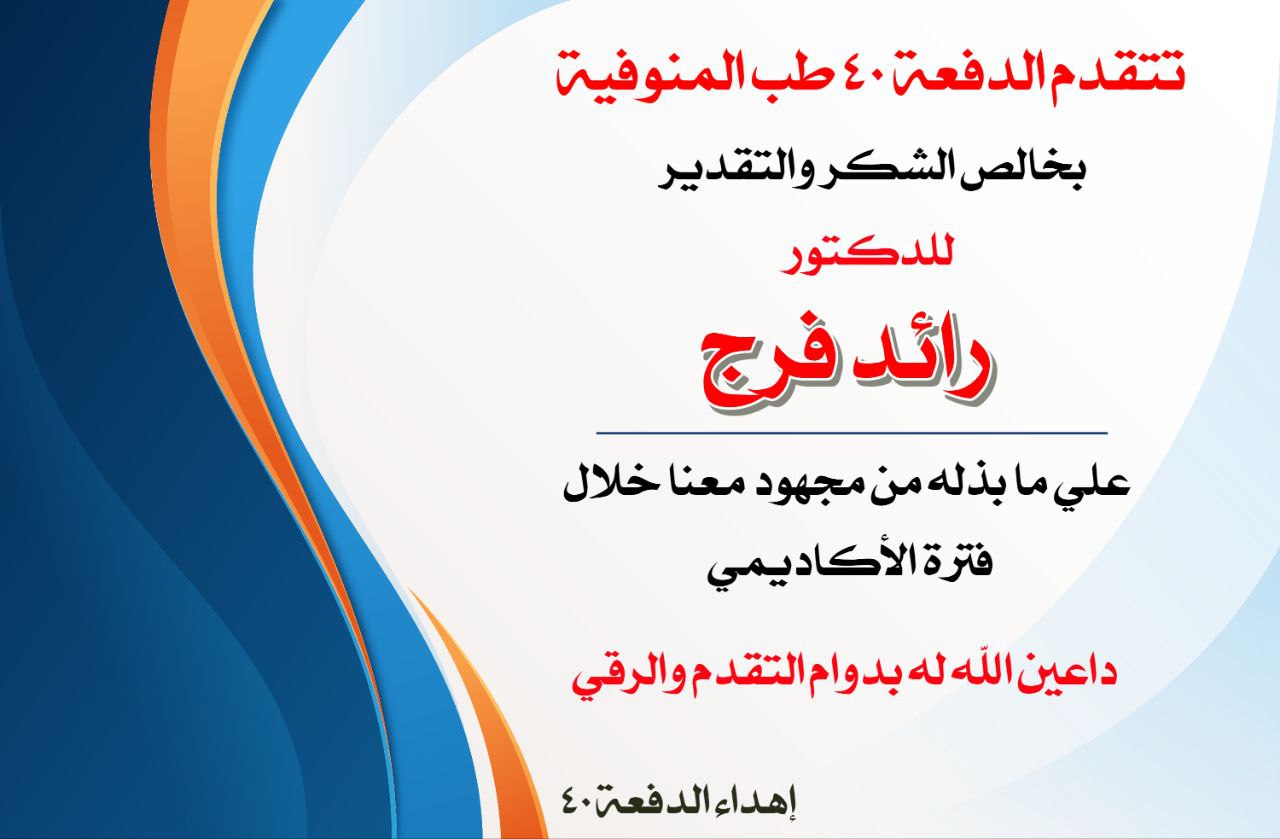 تتقدم الدفعة ٤٠ طب المنوفية
بخالص الشكر والتقدير
للدكتور
رائد فرج
علي ما بذله من مجهود معنا خلال
فترة الأكاديمي
داعين الله له بدوام التقدم والرقي
إهداء الدفعة ٤٠